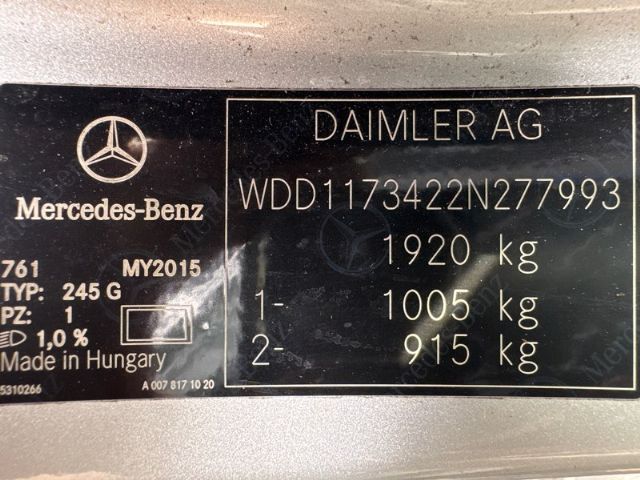 Mercedes-Benz
761 MY2015
TYP: 245 G
PZ: 1
1,0 %
Made in Hungary
5310266 A 007 817 10 20
DAIMLER AG
WDD1173422N277993
1920 kg
1- 1005 kg
2- 915 kg